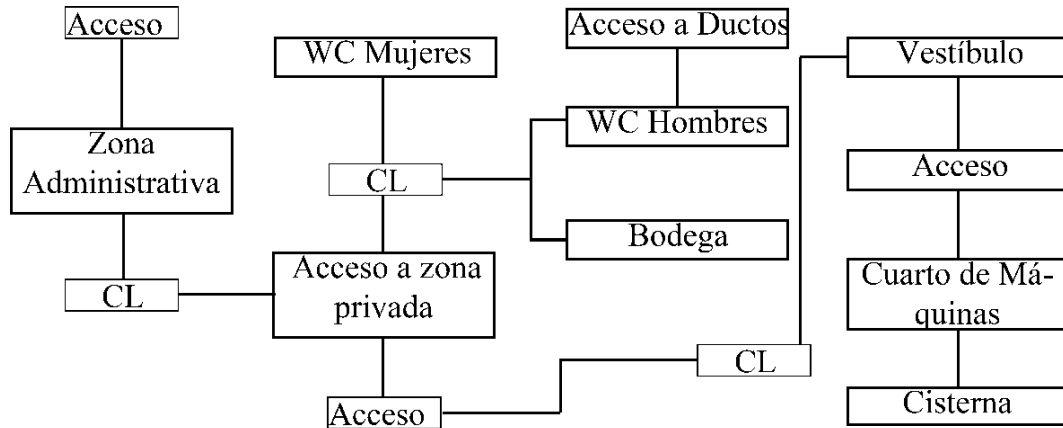 Acceso
Zona
Administrativa
CL
WC Mujeres
CL
Acceso a zona
privada
Acceso
Acceso a Ductos
WC Hombres
Bodega
CL
Vestíbulo
Acceso
Cuarto de Má-
quinas
Cisterna